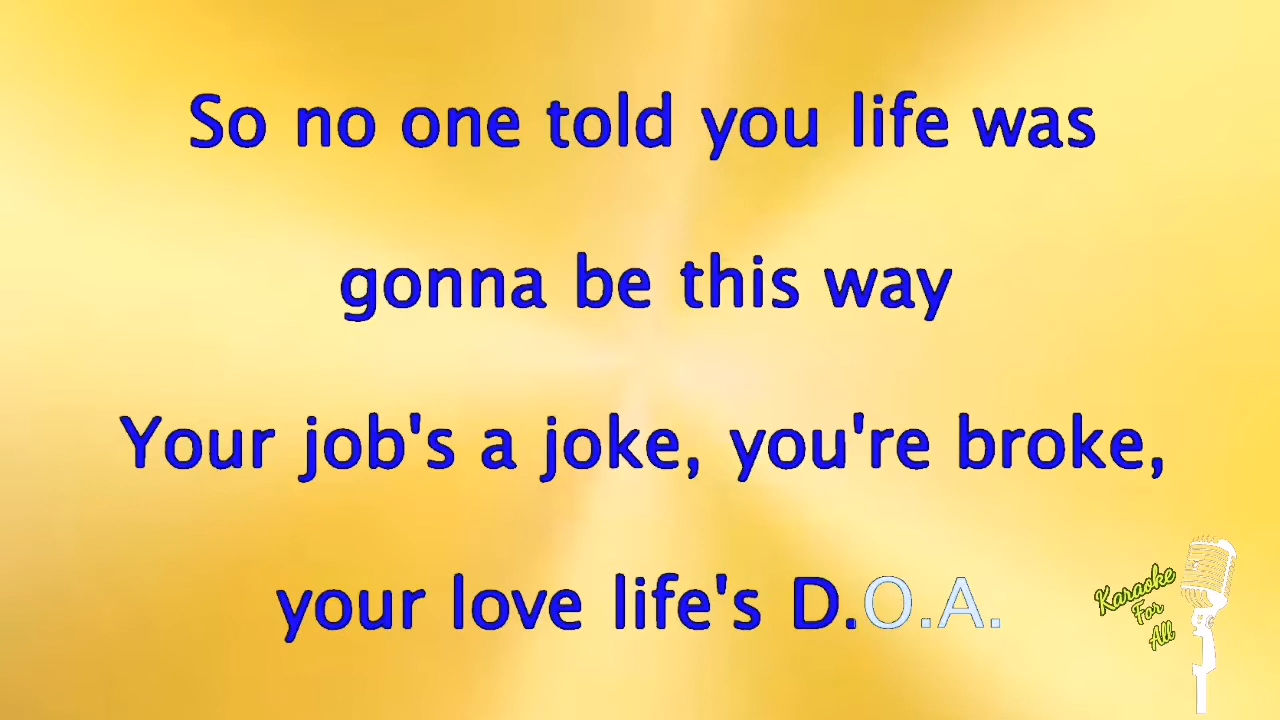 So no one told you life was
gonna be this way
Your job's a joke, you're broke,
your love life's D.O.A.
Karaoke
For
All